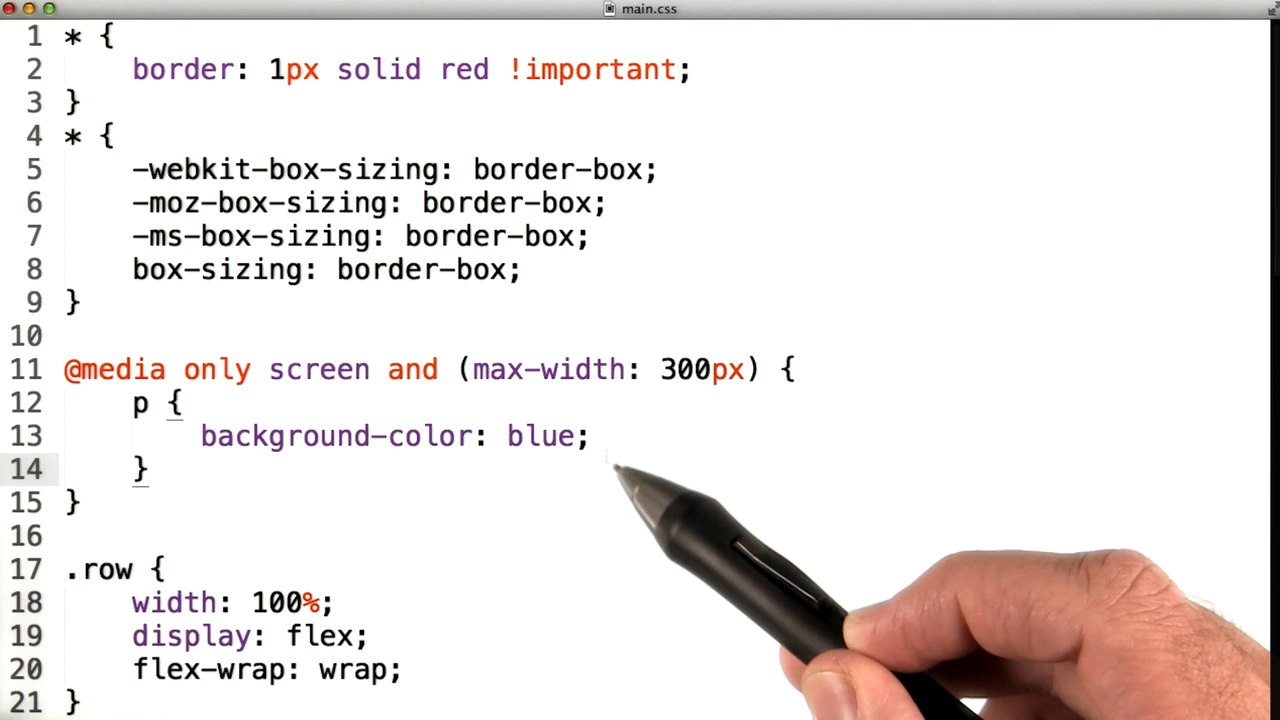 main.css
1 * {
2 border: 1px solid red !important;
3 }
4 * {
5 -webkit-box-sizing: border-box;
6 -moz-box-sizing: border-box;
7 -ms-box-sizing: border-box;
8 box-sizing: border-box;
9 }
10
11 @media only screen and (max-width: 300px) {
12 p {
13 background-color: blue;
14 }
15 }
16
17 .row {
18 width: 100%;
19 display: flex;
20 flex-wrap: wrap;
21 }